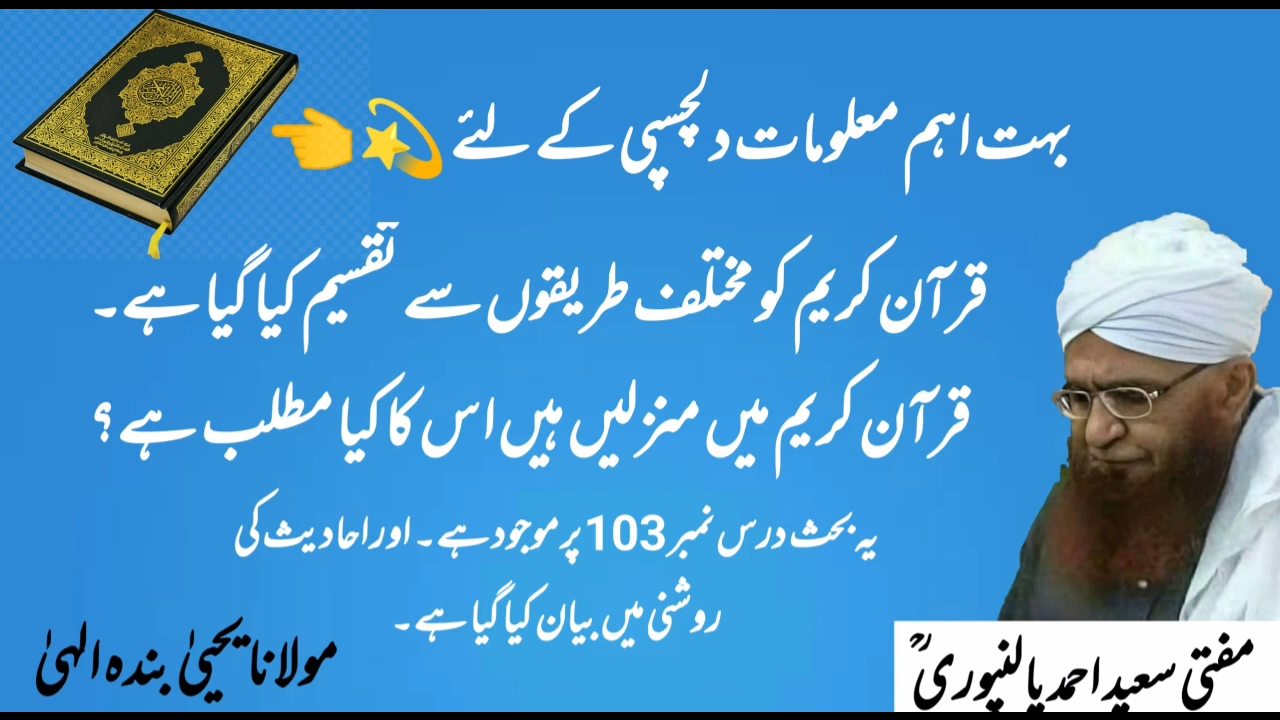 بہت اہم معلومات دلچسپی کے لئے
قرآن کریم کو مختلف طریقوں سے تقسیم کیا گیا ہے۔
قرآن کریم میں منزلیں ہیں اس کا کیا مطلب ہے؟
یہ بحث درس نمبر 103 پر موجود ہے۔ اور احادیث کی
روشنی میں بیان کیا گیا ہے۔
مفتی سعید احمد پالنپوریؒ
مولانا یحییٰ بندہ الہیٰ